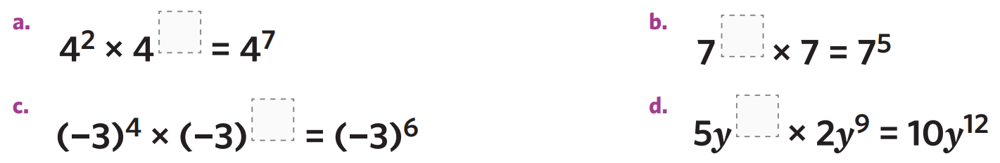 a. 4² × 4^□ = 4⁷
b. 7^□ × 7 = 7⁵
c. (−3)⁴ × (−3)^□ = (−3)⁶
d. 5y^□ × 2y⁹ = 10y¹²